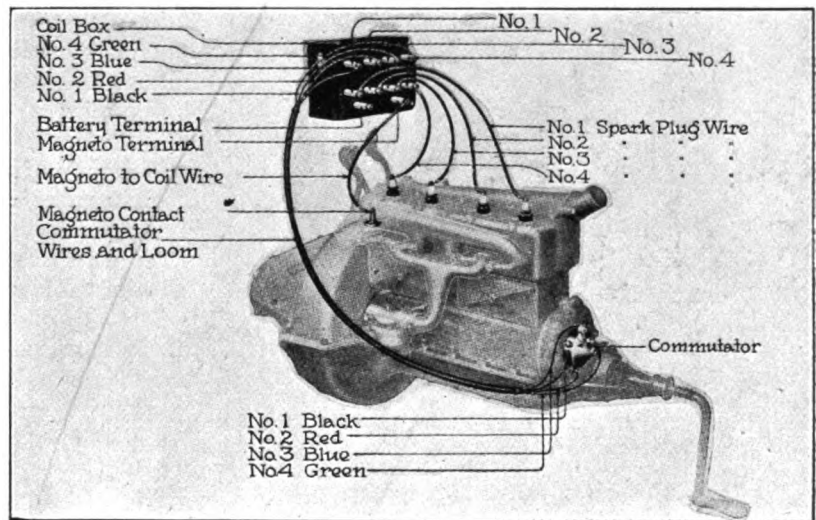 Coil Box
No. 4 Green
No. 3 Blue
No. 2 Red
No. 1 Black
Battery Terminal
Magneto Terminal
Magneto to Coil Wire
Magneto Contact
Commutator
Wires and Loom
No. 1
No. 2
No. 3
No. 4
No. 1 Spark Plug Wire
No. 2 " " "
No. 3
No. 4 " " "
Commutator
No. 1 Black
No. 2 Red
No. 3 Blue
No. 4 Green